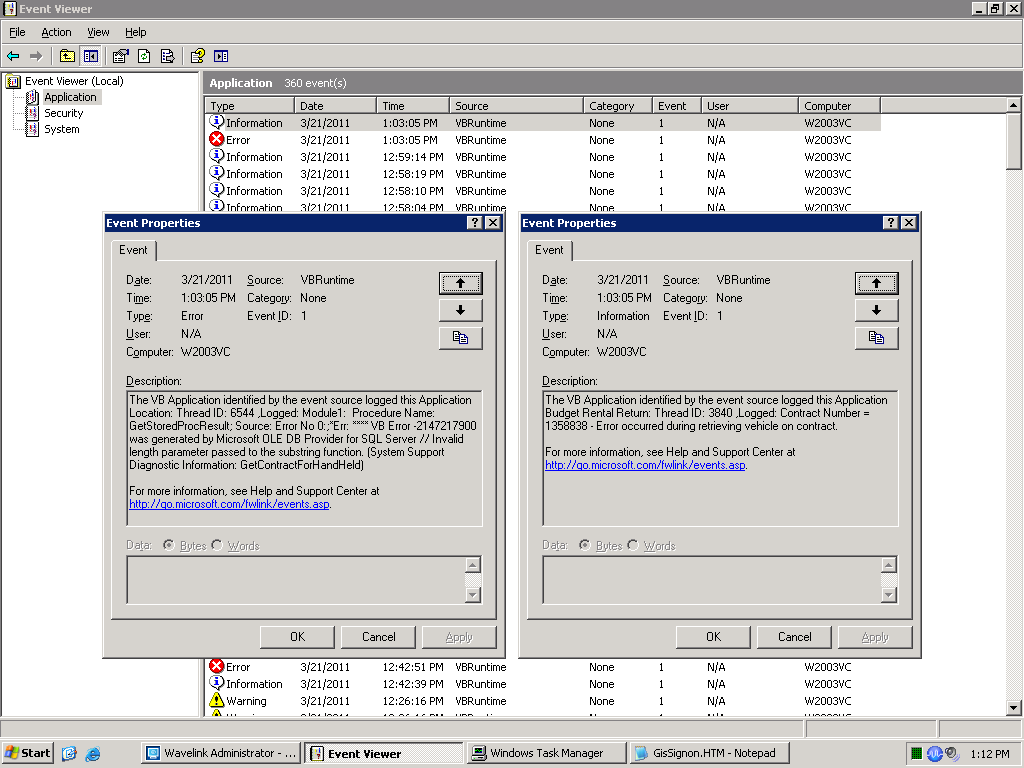 Event Viewer
File Action View Help
Event Viewer (Local)
Application
Security
System
Application 360 event(s)
Type Date Time Source Category Event User Computer
Information 3/21/2011 1:03:05 PM VBRuntime None 1 N/A W2003VC
Error 3/21/2011 1:03:05 PM VBRuntime None 1 N/A W2003VC
Information 3/21/2011 12:59:14 PM VBRuntime None 1 N/A W2003VC
Information 3/21/2011 12:58:19 PM VBRuntime None 1 N/A W2003VC
Information 3/21/2011 12:58:10 PM VBRuntime None 1 N/A W2003VC
Information 3/21/2011 12:58:04 PM VBRuntime None 1 N/A W2003VC
Event Properties
Event
Date: 3/21/2011 Source: VBRuntime
Time: 1:03:05 PM Category: None
Type: Error Event ID: 1
User: N/A
Computer: W2003VC
Description:
The VB Application identified by the event source logged this Application
Location: Thread ID: 6544 ,Logged: Module1: Procedure Name:
GetStoredProcResult; Source: Error No 0:;*Err: **** VB Error -2147217900
was generated by Microsoft OLE DB Provider for SQL Server // Invalid
length parameter passed to the substring function. (System Support
Diagnostic Information: GetContractForHandHeld)
For more information, see Help and Support Center at
http://go.microsoft.com/fwlink/events.asp.
Data: Bytes Words
OK Cancel Apply
Event Properties
Event
Date: 3/21/2011 Source: VBRuntime
Time: 1:03:05 PM Category: None
Type: Information Event ID: 1
User: N/A
Computer: W2003VC
Description:
The VB Application identified by the event source logged this Application
Budget Rental Return: Thread ID: 3840 ,Logged: Contract Number =
1358838 - Error occurred during retrieving vehicle on contract.
For more information, see Help and Support Center at
http://go.microsoft.com/fwlink/events.asp.
Data: Bytes Words
OK Cancel Apply
Error 3/21/2011 12:42:51 PM VBRuntime None 1 N/A W2003VC
Information 3/21/2011 12:42:39 PM VBRuntime None 1 N/A W2003VC
Warning 3/21/2011 12:26:16 PM VBRuntime None 1 N/A W2003VC
Start Wavelink Administrator - ... Event Viewer Windows Task Manager GisSignon.HTM - Notepad 1:12 PM